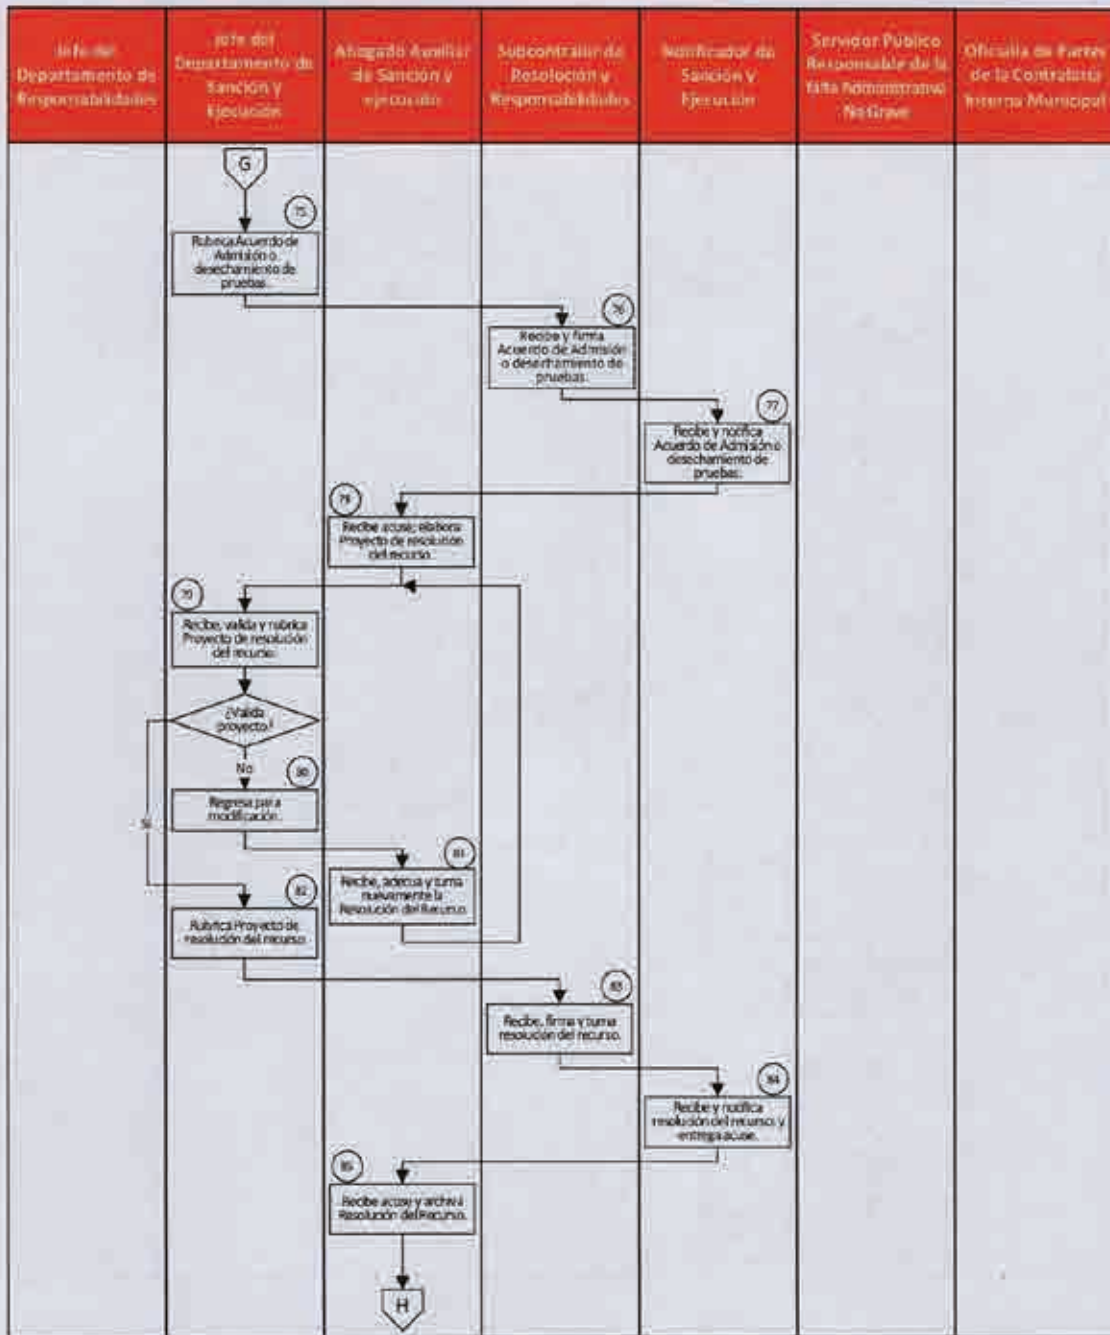 Jefe del
Departamento de
Responsabilidades
Jefe del
Departamento de
Sanción y
Ejecución
Abogado Auxiliar
de Sanción y
ejecución
Subcontralor de
Resolución y
Responsabilidades
Notificador de
Sanción y
Ejecución
Servidor Público
Responsable de la
falta Administrativa
No Grave
Oficialía de Partes
de la Contraloría
Interna Municipal
G
75
Rubrica Acuerdo de
Admisión o
desechamiento de
pruebas.
76
Recibe y firma
Acuerdo de Admisión
o desechamiento de
pruebas.
77
Recibe y notifica
Acuerdo de Admisión o
desechamiento de
pruebas.
78
Recibe acuse, elabora
Proyecto de resolución
del recurso.
79
Recibe, valida y rubrica
Proyecto de resolución
del recurso.
¿Valida
proyecto?
No
Si
80
Regresa para
modificación.
81
Recibe, adecua y turna
nuevamente la
Resolución del Recurso.
82
Rubrica Proyecto de
resolución del recurso
83
Recibe, firma y turna
resolución del recurso.
84
Recibe y notifica
resolución del recurso y
entrega acuse.
85
Recibe acuse y archiva
Resolución del Recurso.
H